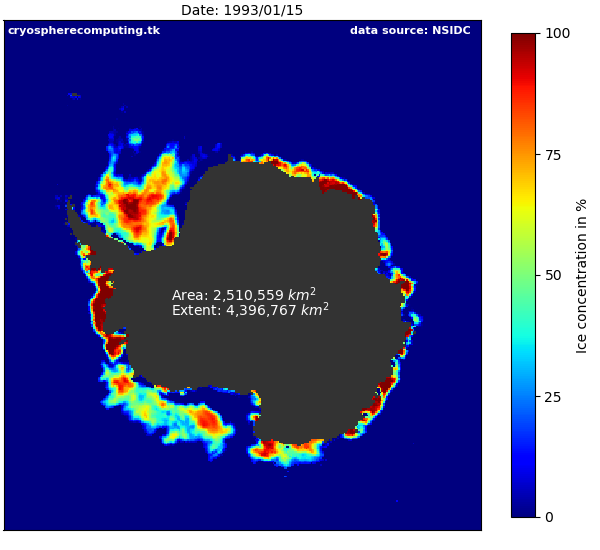 Date: 1993/01/15
cryospherecomputing.tk
data source: NSIDC
100
75
50
25
0
Ice concentration in %
Area: 2,510,559 km²
Extent: 4,396,767 km²